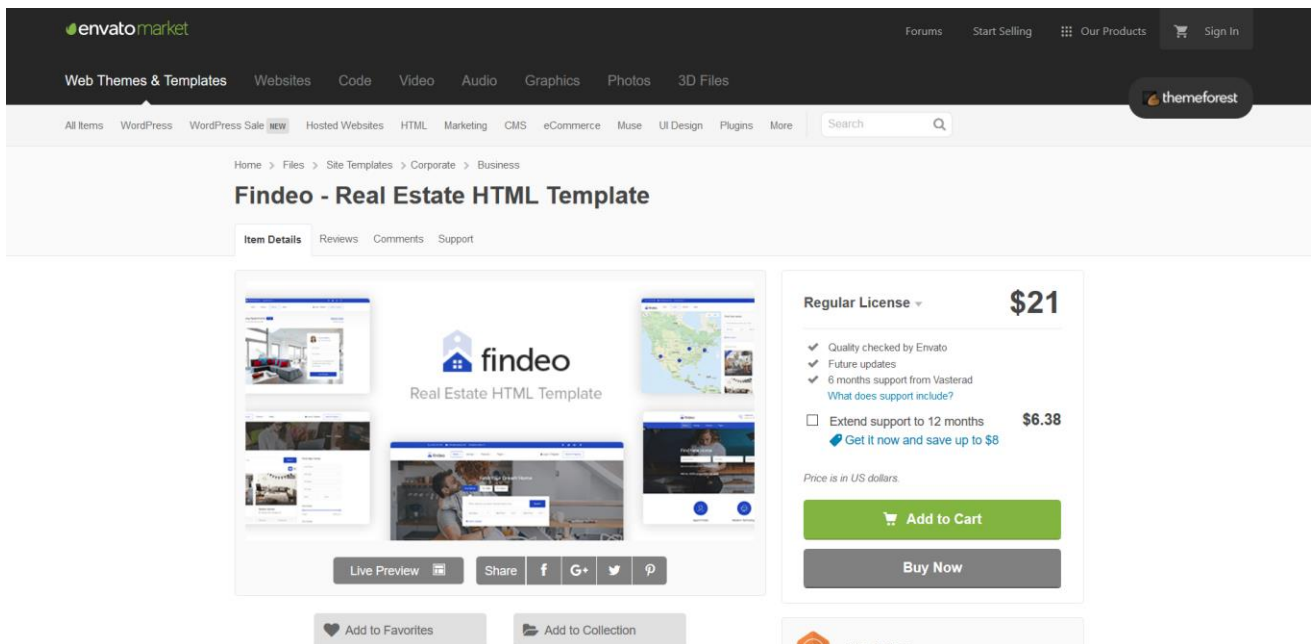 envatomarket
Forums Start Selling Our Products Sign In
Web Themes & Templates Websites Code Video Audio Graphics Photos 3D Files
themeforest
All Items WordPress WordPress Sale NEW Hosted Websites HTML Marketing CMS eCommerce Muse UI Design Plugins More Search
Home > Files > Site Templates > Corporate > Business
Findeo - Real Estate HTML Template
Item Details Reviews Comments Support
findeo
Real Estate HTML Template
Live Preview Share f G+
Add to Favorites Add to Collection
Regular License $21
Quality checked by Envato
Future updates
6 months support from Vasterad
What does support include?
Extend support to 12 months $6.38
Get it now and save up to $8
Price is in US dollars.
Add to Cart
Buy Now